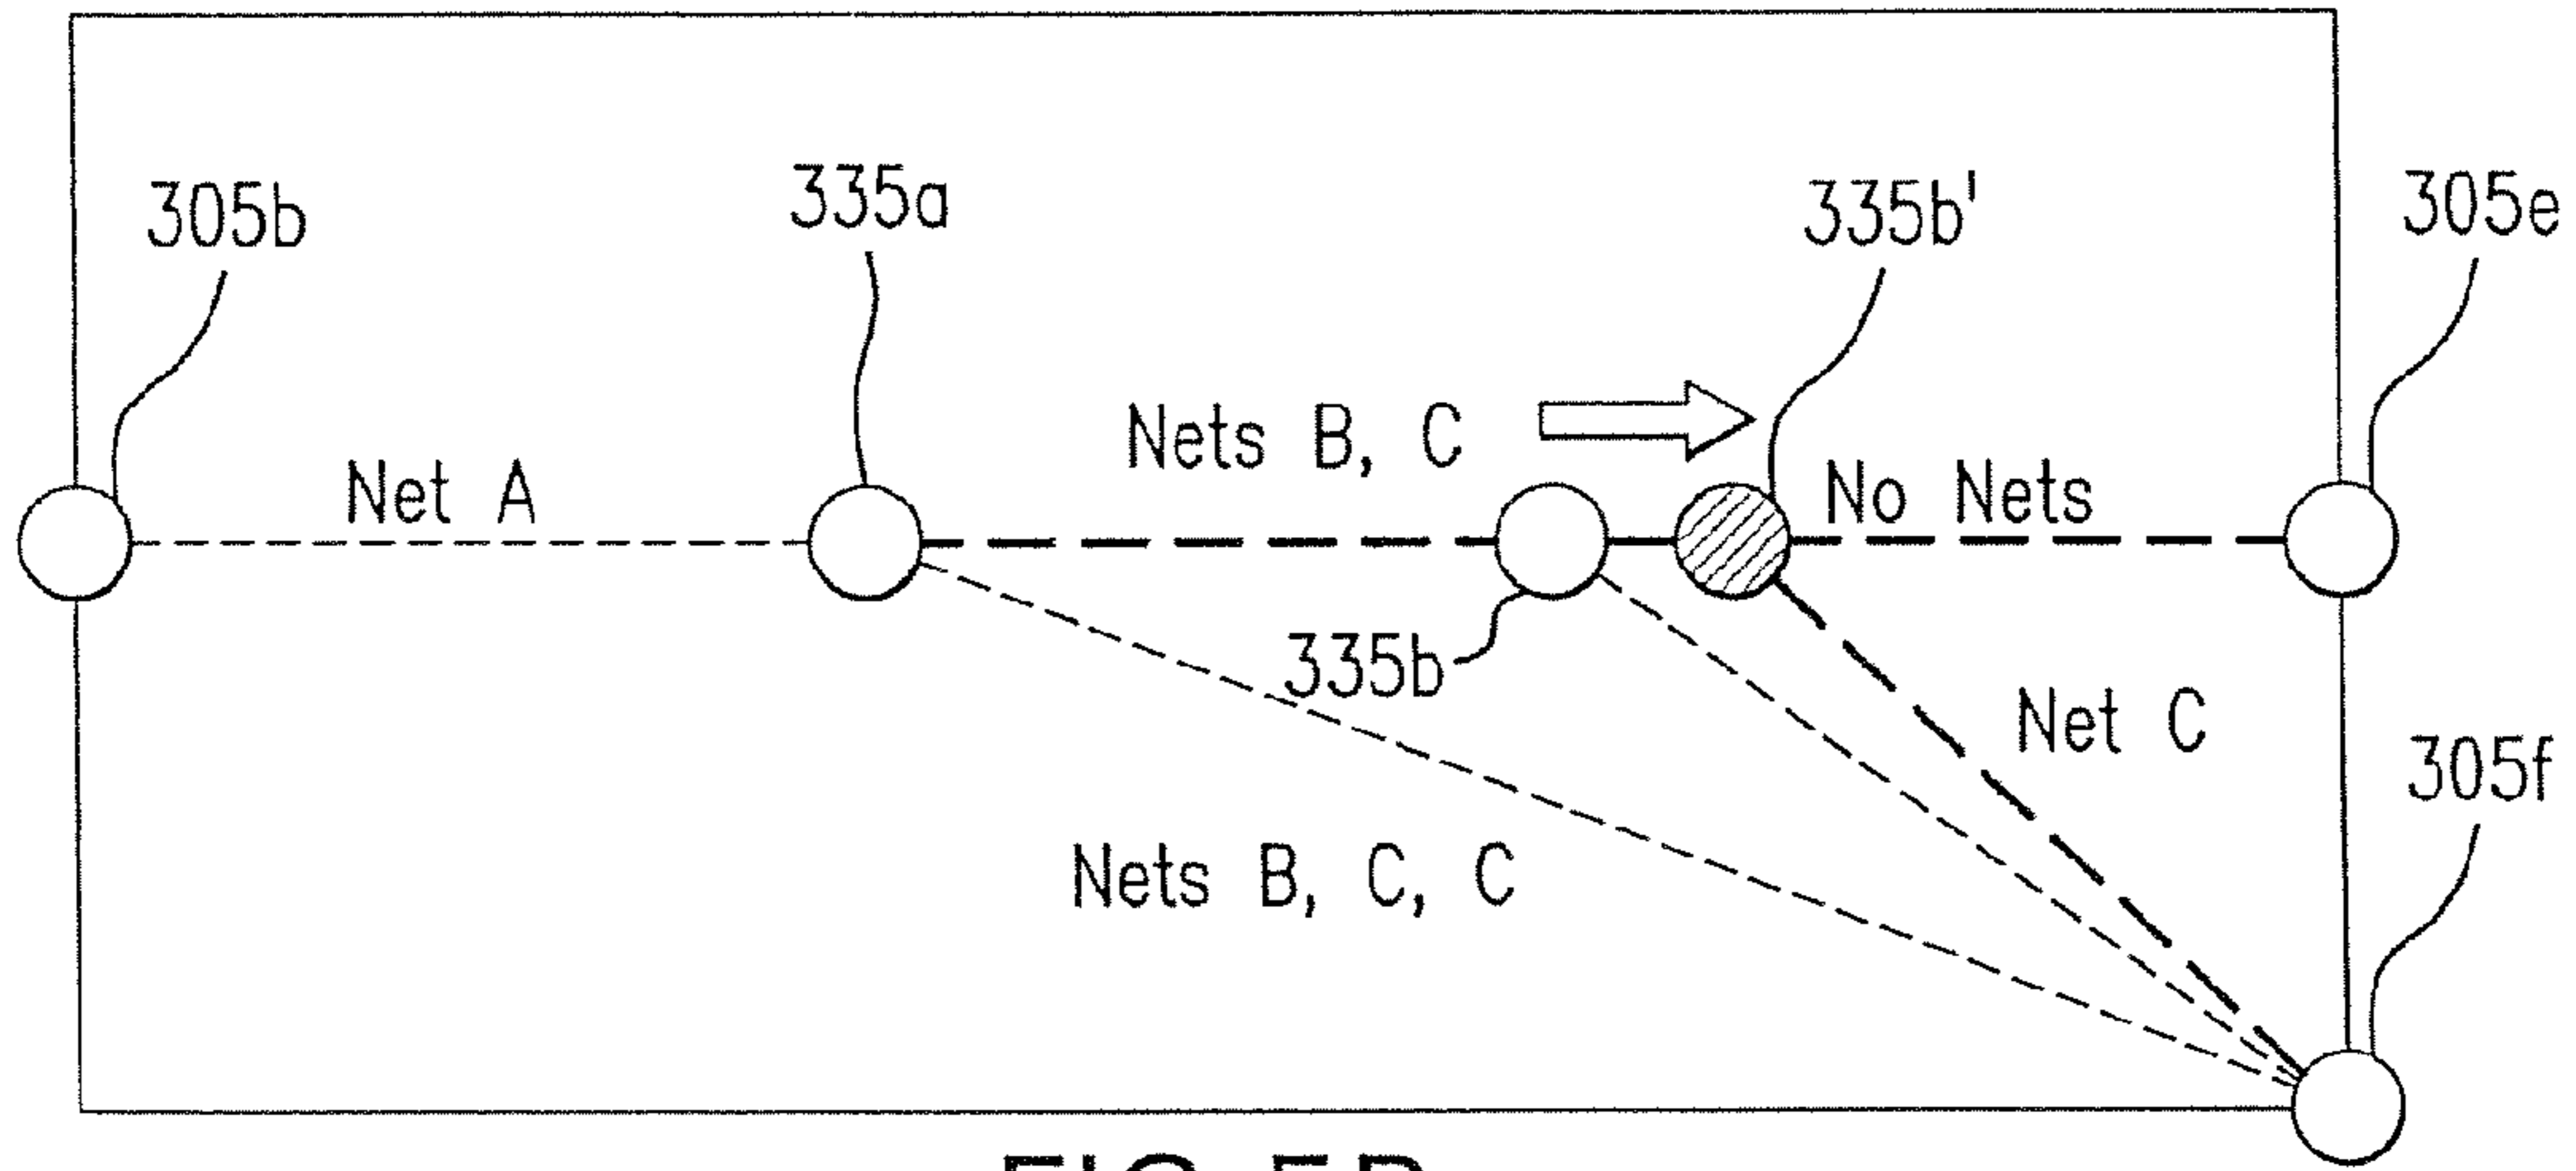 305b
335a
335b'
305e
Nets B, C
Net A
No Nets
335b
Net C
305f
Nets B, C, C